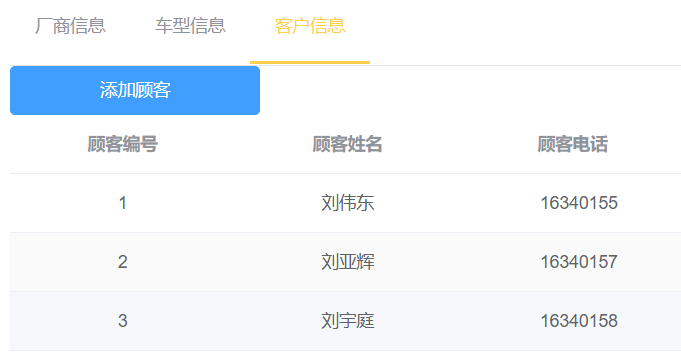 厂商信息 车型信息 客户信息
添加顾客
顾客编号 顾客姓名 顾客电话
1 刘伟东 16340155
2 刘亚辉 16340157
3 刘宇庭 16340158